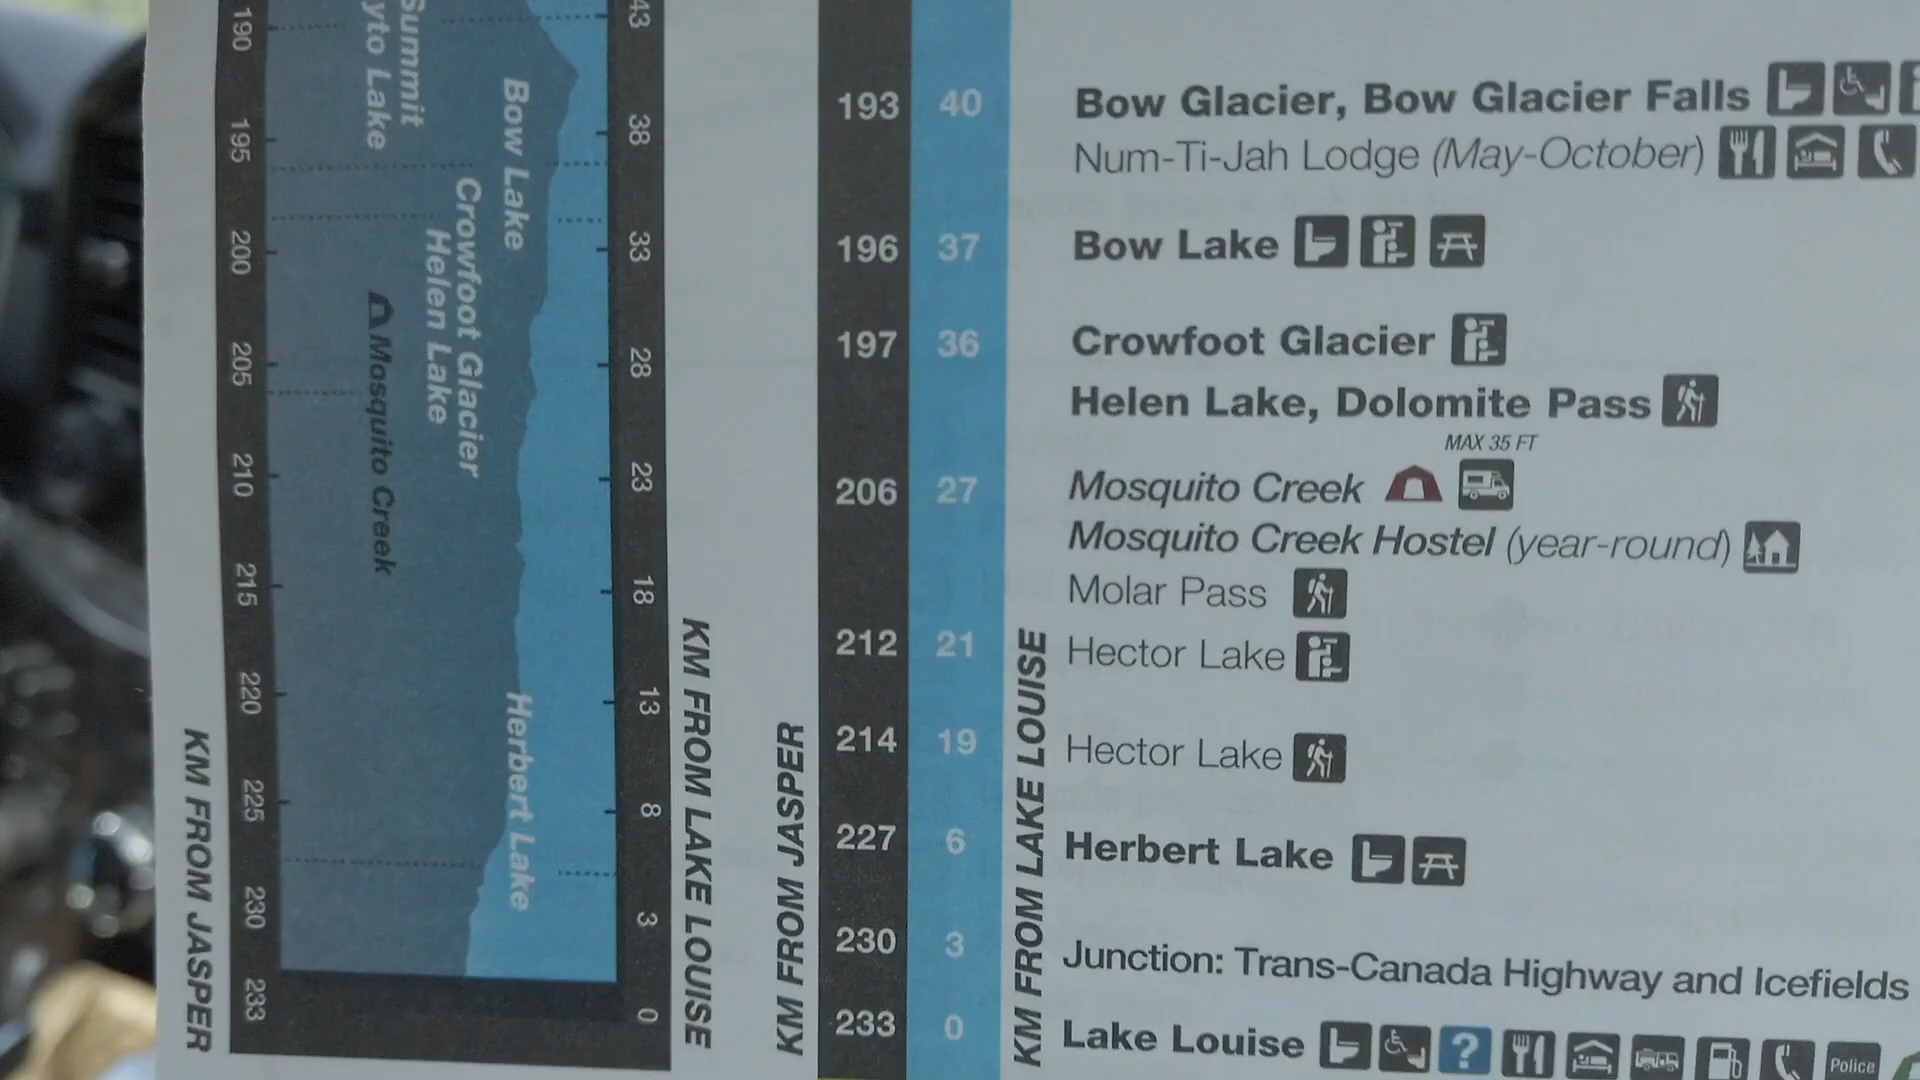 190
195
200
205
210
215
220
225
230
233
KM FROM JASPER
Summit
yto Lake
Bow Lake
Crowfoot Glacier
Helen Lake
Mosquito Creek
Herbert Lake
43
38
33
28
23
18
13
8
3
0
KM FROM LAKE LOUISE
KM FROM JASPER
KM FROM LAKE LOUISE
193 40 Bow Glacier, Bow Glacier Falls
Num-Ti-Jah Lodge (May-October)
196 37 Bow Lake
197 36 Crowfoot Glacier
Helen Lake, Dolomite Pass
MAX 35 FT
206 27 Mosquito Creek
Mosquito Creek Hostel (year-round)
Molar Pass
212 21 Hector Lake
214 19 Hector Lake
227 6 Herbert Lake
230 3 Junction: Trans-Canada Highway and Icefields
233 0 Lake Louise ? Police